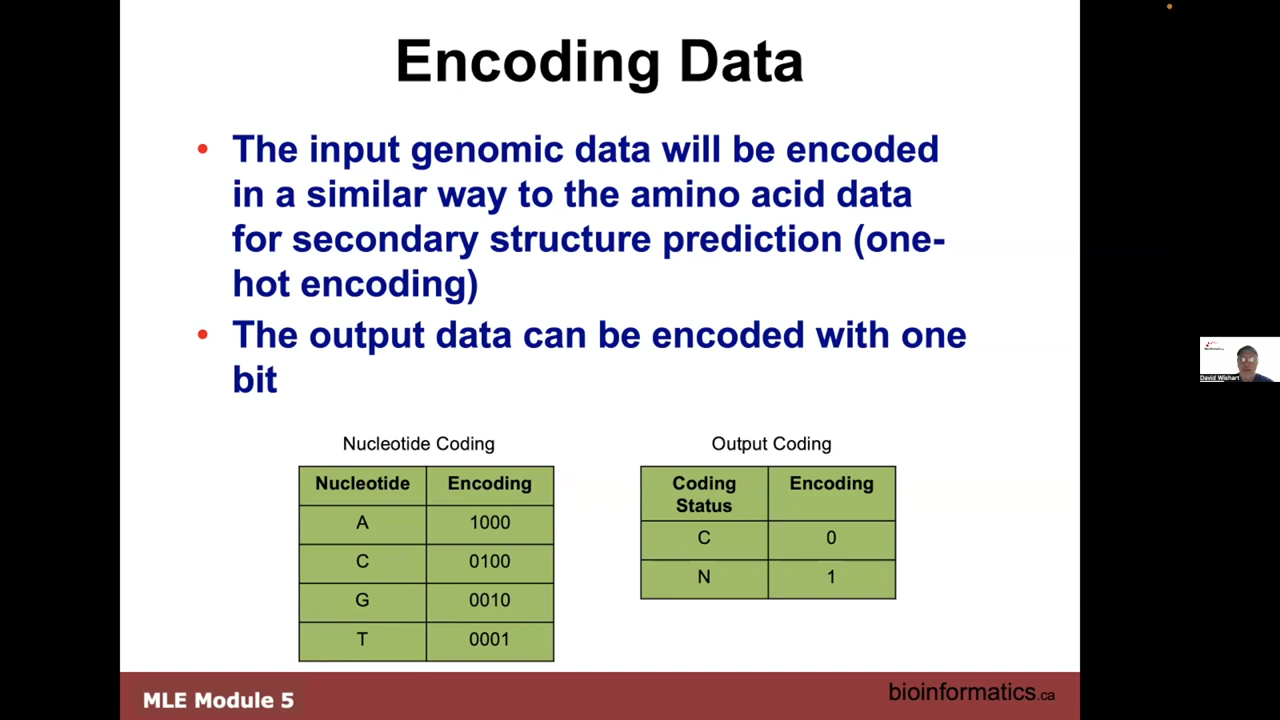 Encoding Data
• The input genomic data will be encoded
in a similar way to the amino acid data
for secondary structure prediction (one-
hot encoding)
• The output data can be encoded with one
bit
Nucleotide Coding
Nucleotide Encoding
A 1000
C 0100
G 0010
T 0001
Output Coding
Coding
Status Encoding
C 0
N 1
David Wishart
MLE Module 5
bioinformatics.ca